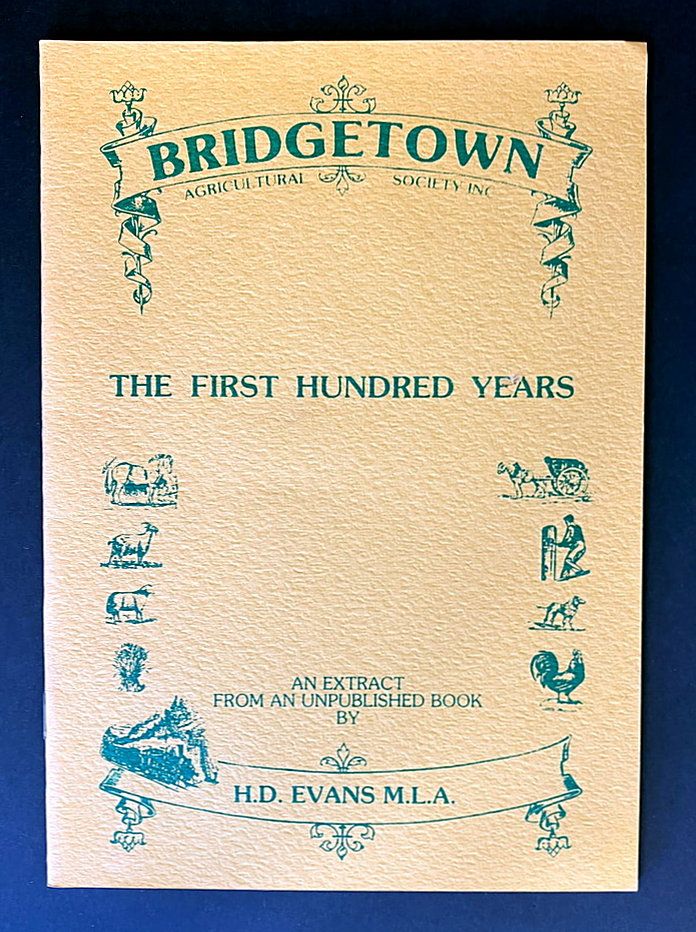 BRIDGETOWN
AGRICULTURAL SOCIETY INC
THE FIRST HUNDRED YEARS
AN EXTRACT
FROM AN UNPUBLISHED BOOK
BY
H.D. EVANS M.L.A.